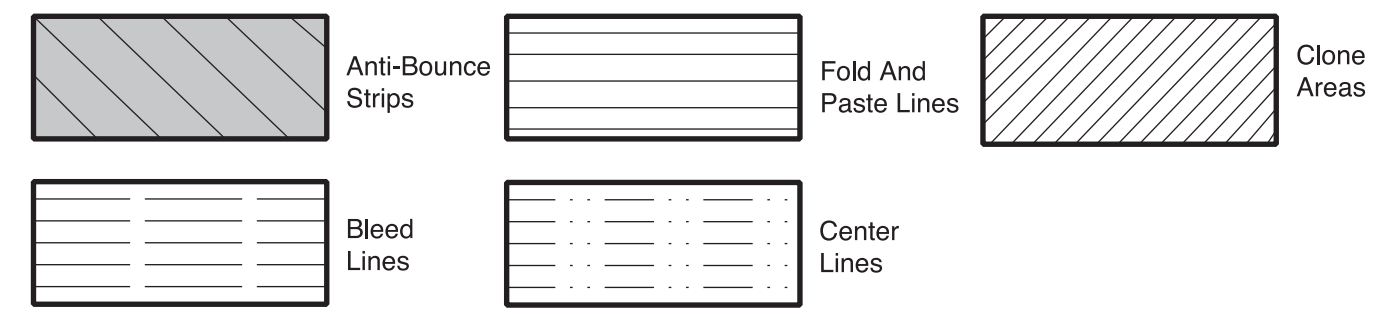 Anti-Bounce
Strips
Fold And
Paste Lines
Clone
Areas
Bleed
Lines
Center
Lines